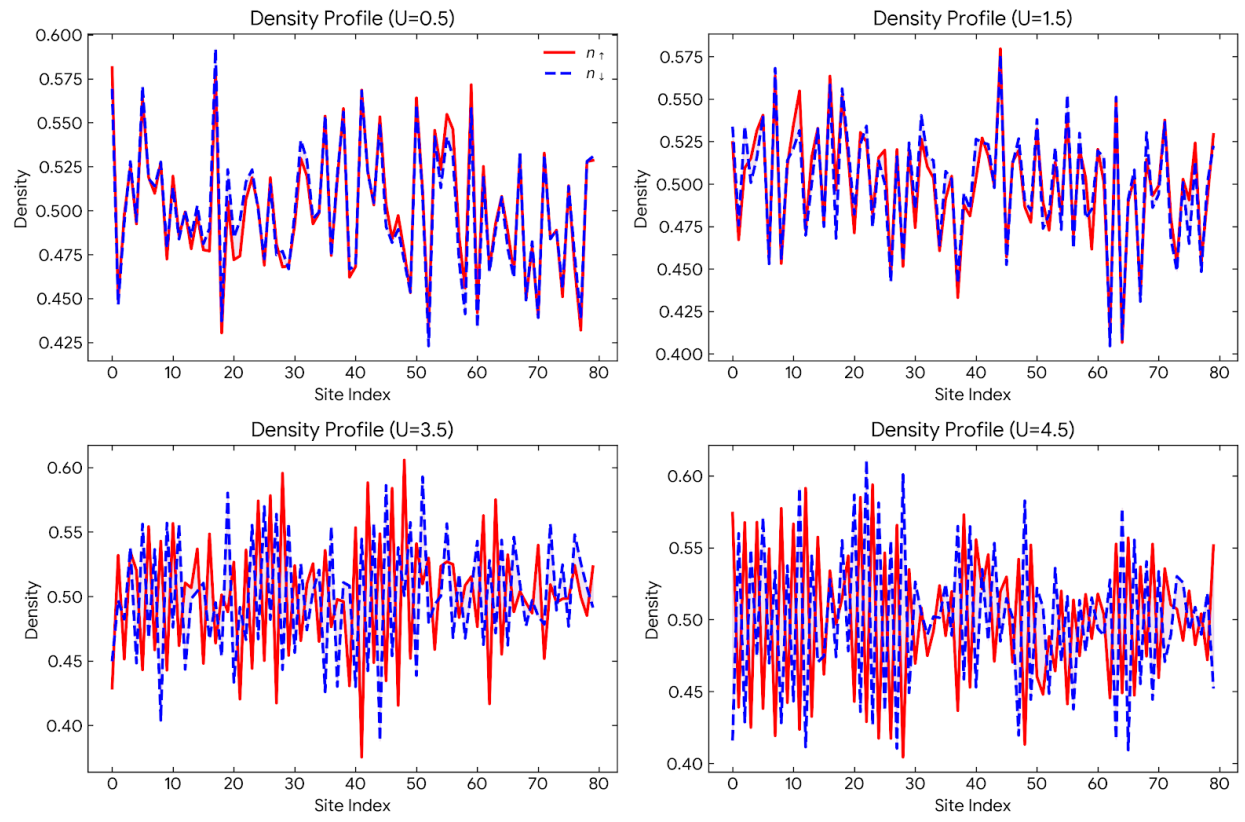 Density Profile (U=0.5)
0.600
0.575
0.550
0.525
0.500
0.475
0.450
0.425
Density
n↑
n↓
0 10 20 30 40 50 60 70 80
Site Index
Density Profile (U=1.5)
0.575
0.550
0.525
0.500
0.475
0.450
0.425
0.400
Density
0 10 20 30 40 50 60 70 80
Site Index
Density Profile (U=3.5)
0.60
0.55
0.50
0.45
0.40
Density
0 10 20 30 40 50 60 70 80
Site Index
Density Profile (U=4.5)
0.60
0.55
0.50
0.45
0.40
Density
0 10 20 30 40 50 60 70 80
Site Index